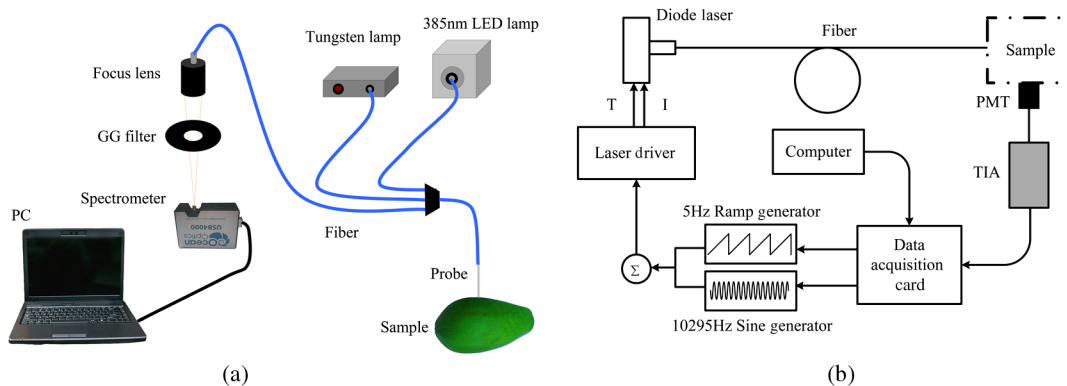 385nm LED lamp
Tungsten lamp
Focus lens
GG filter
Spectrometer
Ocean
Optics
USB4000
PC
Fiber
Probe
Sample
(a)
Diode laser
Fiber
Sample
PMT
T
I
Laser driver
Computer
TIA
5Hz Ramp generator
Σ
Data
acquisition
card
10295Hz Sine generator
(b)